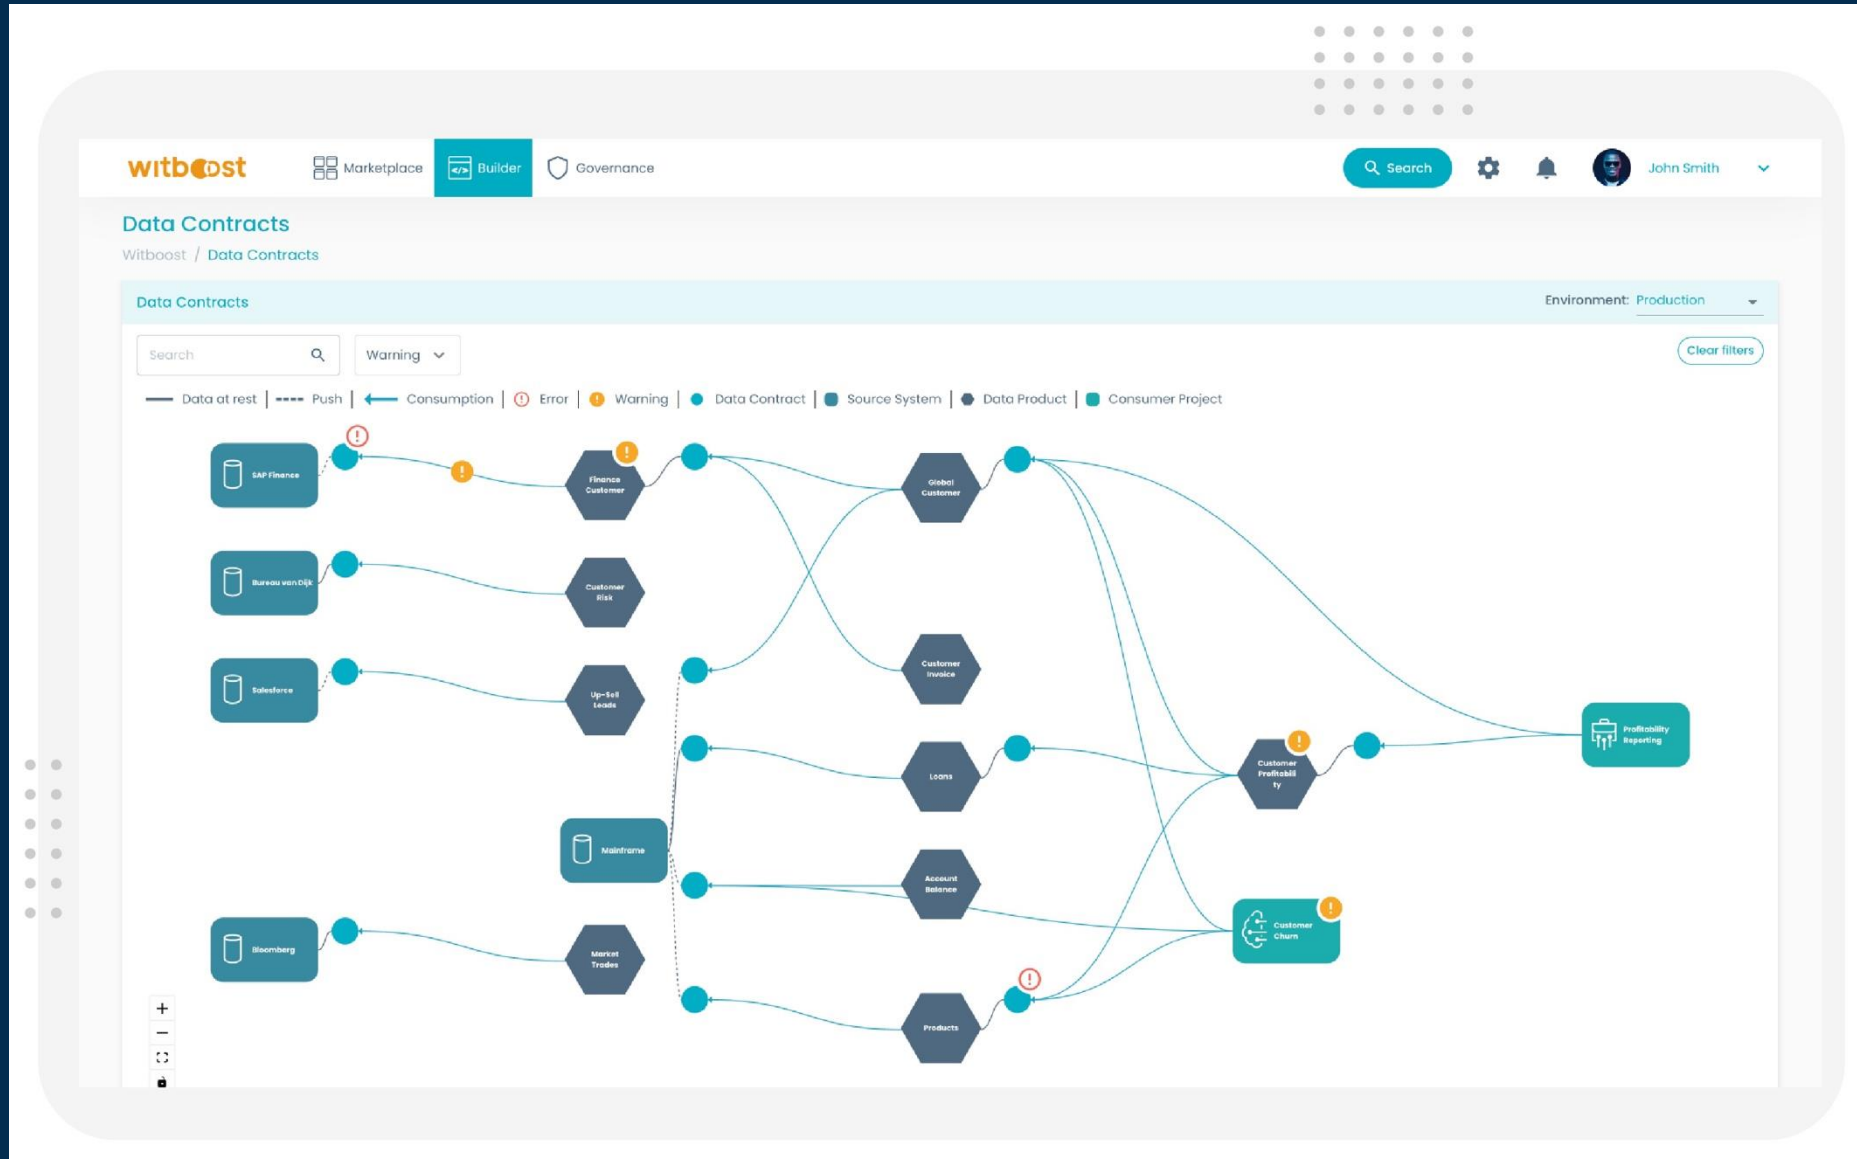 witboost
Marketplace
Builder
Governance
Search
John Smith
Data Contracts
Witboost / Data Contracts
Data Contracts
Environment: Production
Search
Warning
Clear filters
Data at rest
Push
Consumption
Error
Warning
Data Contract
Source System
Data Product
Consumer Project
SAP Finance
Finance
Customer
Global
Customer
Bureau van Dijk
Customer
Risk
Salesforce
Up-Sell
Leads
Customer
Invoice
Profitability
Reporting
Loans
Customer
Profitabili
ty
Mainframe
Account
Balance
Customer
Churn
Bloomberg
Market
Trades
Products